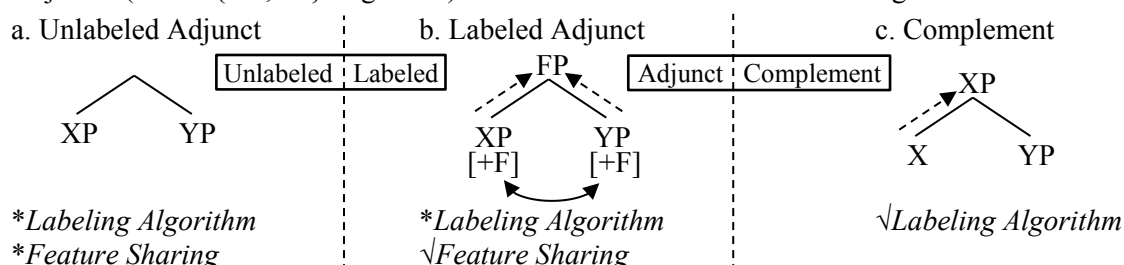 a. Unlabeled Adjunct
b. Labeled Adjunct
c. Complement
Unlabeled Labeled
Adjunct Complement
FP
XP
XP YP
XP YP
[+F] [+F]
X YP
*Labeling Algorithm
*Feature Sharing
*Labeling Algorithm
√Feature Sharing
√Labeling Algorithm